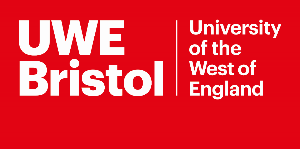 UWE
Bristol
University
of the
West of
England